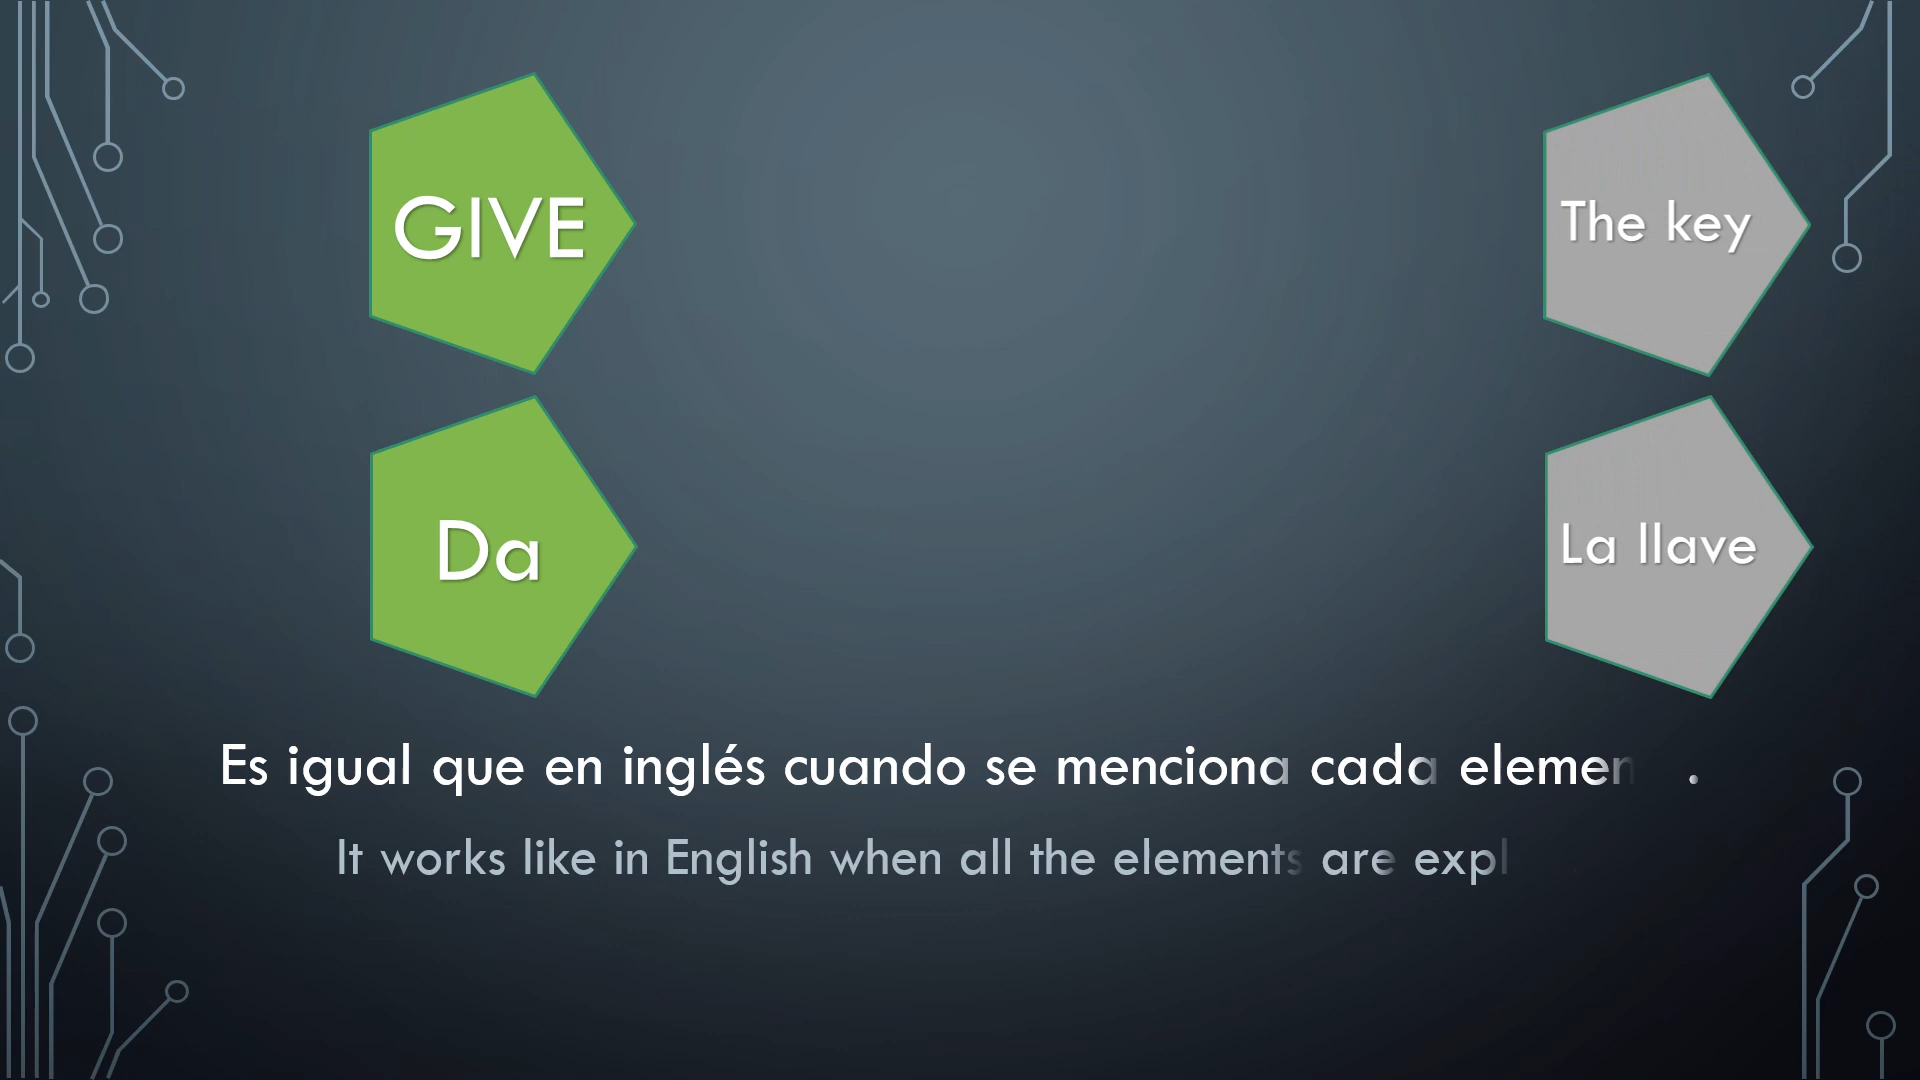 GIVE
The key
Da
La llave
Es igual que en inglés cuando se menciona cada
It works like in English when all the elements are